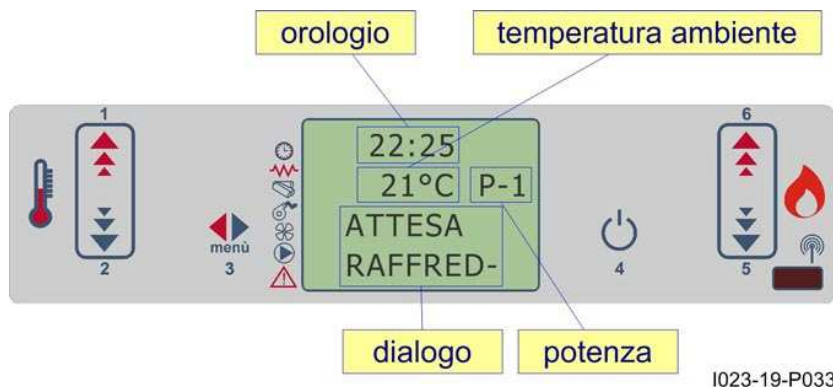 orologio
temperatura ambiente
1
6
22:25
21°C P-1
ATTESA
RAFFRED-
menù
2
3
4
5
dialogo
potenza
I023-19-P033